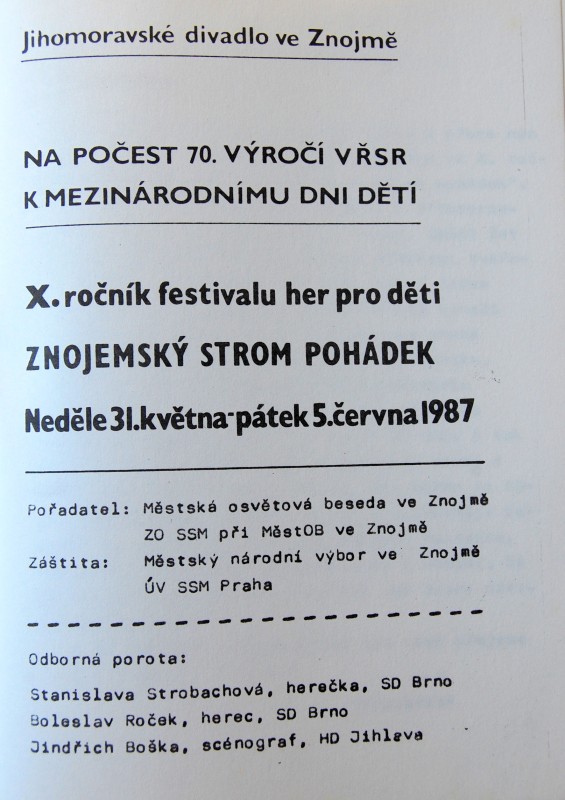 Jihomoravské divadlo ve Znojmě
NA POČEST 70. VÝROČÍ VŘSR
K MEZINÁRODNÍMU DNI DĚTÍ
X. ročník festivalu her pro děti
ZNOJEMSKÝ STROM POHÁDEK
Neděle 31. května-pátek 5. června 1987
Pořadatel: Městská osvětová beseda ve Znojmě
ZO SSM při MěstOB ve Znojmě
Záštita: Městský národní výbor ve Znojmě
ÚV SSM Praha
Odborná porota:
Stanislava Strobachová, herečka, SD Brno
Boleslav Roček, herec, SD Brno
Jindřich Boška, scénograf, HD Jihlava